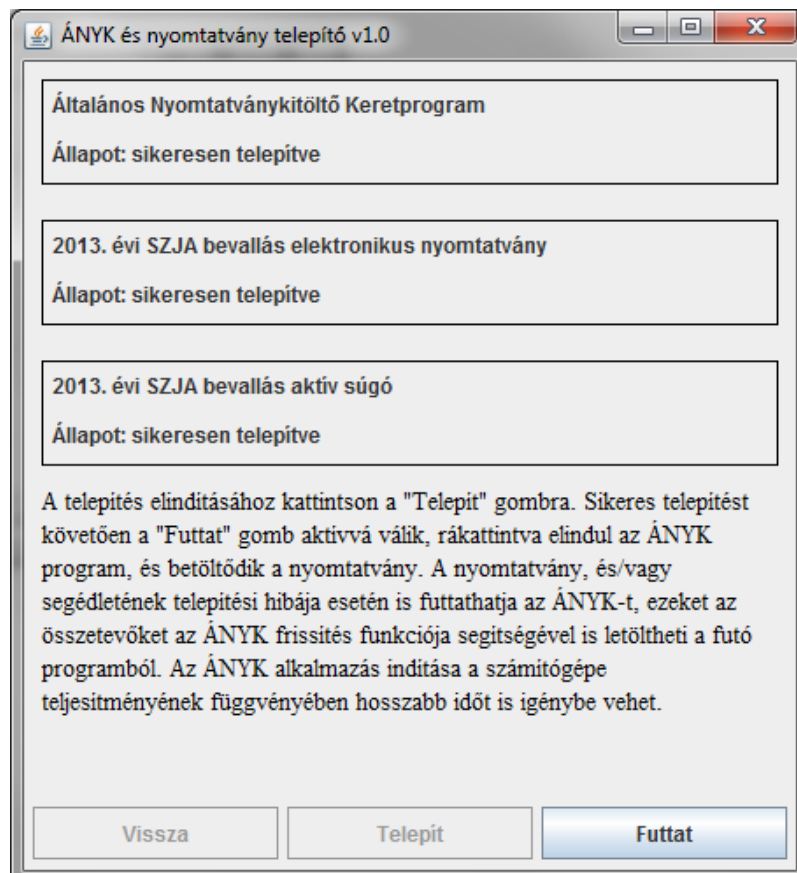 ÁNYK és nyomtatvány telepítő v1.0
Általános Nyomtatványkitöltő Keretprogram
Állapot: sikeresen telepítve
2013. évi SZJA bevallás elektronikus nyomtatvány
Állapot: sikeresen telepítve
2013. évi SZJA bevallás aktív súgó
Állapot: sikeresen telepítve
A telepítés elindításához kattintson a "Telepít" gombra. Sikeres telepítést
követően a "Futtat" gomb aktívvá válik, rákattintva elindul az ÁNYK
program, és betöltődik a nyomtatvány. A nyomtatvány, és/vagy
segédletének telepítési hibája esetén is futtathatja az ÁNYK-t, ezeket az
összetevőket az ÁNYK frissítés funkciója segítségével is letöltheti a futó
programból. Az ÁNYK alkalmazás indítása a számítógépe
teljesítményének függvényében hosszabb időt is igénybe vehet.
Vissza Telepít Futtat